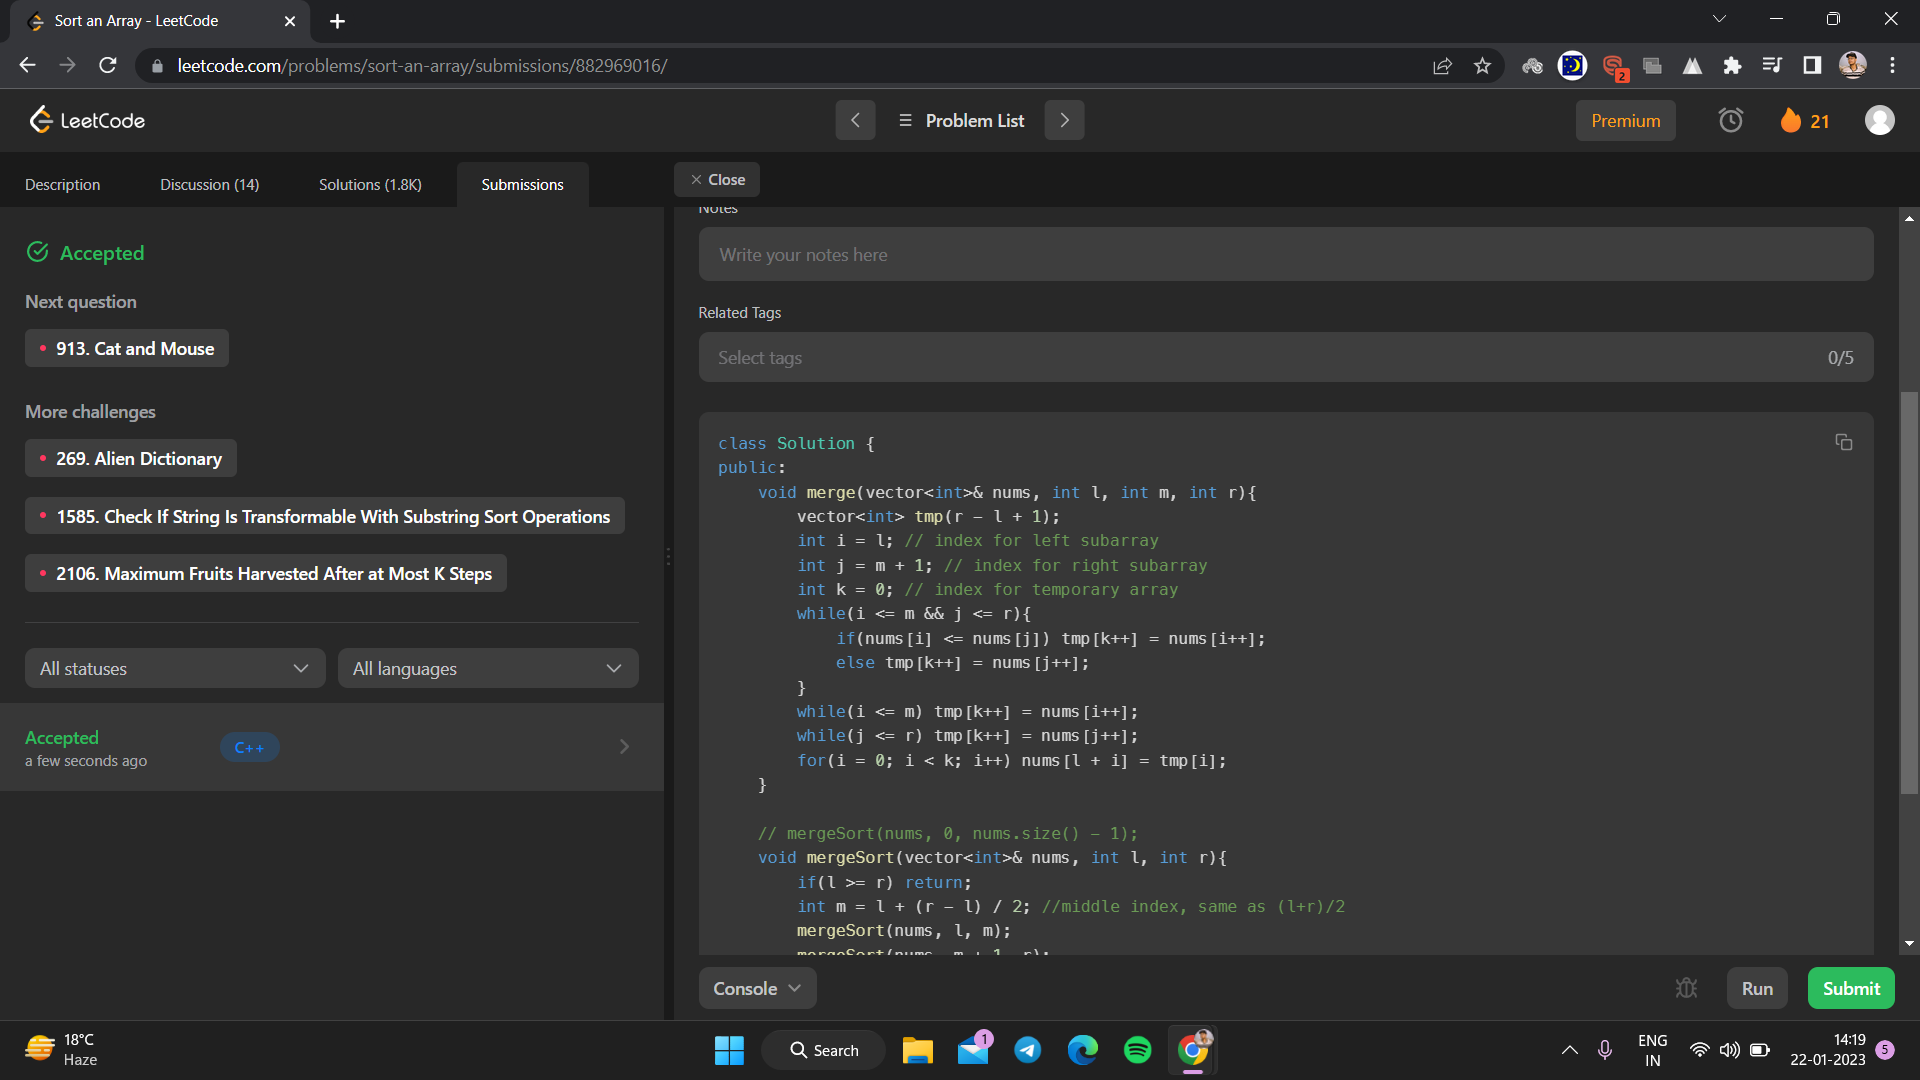 Sort an Array - LeetCode
leetcode.com/problems/sort-an-array/submissions/882969016/
2
LeetCode
Problem List
Premium
21
Description
Discussion (14)
Solutions (1.8K)
Submissions
Close
Accepted
Next question
913. Cat and Mouse
More challenges
269. Alien Dictionary
1585. Check If String Is Transformable With Substring Sort Operations
2106. Maximum Fruits Harvested After at Most K Steps
All statuses
All languages
Accepted
a few seconds ago
C++
Notes
Write your notes here
Related Tags
Select tags
0/5
class Solution {
public:
    void merge(vector<int>& nums, int l, int m, int r){
        vector<int> tmp(r - l + 1);
        int i = l; // index for left subarray
        int j = m + 1; // index for right subarray
        int k = 0; // index for temporary array
        while(i <= m && j <= r){
            if(nums[i] <= nums[j]) tmp[k++] = nums[i++];
            else tmp[k++] = nums[j++];
        }
        while(i <= m) tmp[k++] = nums[i++];
        while(j <= r) tmp[k++] = nums[j++];
        for(i = 0; i < k; i++) nums[l + i] = tmp[i];
    }
    // mergeSort(nums, 0, nums.size() - 1);
    void mergeSort(vector<int>& nums, int l, int r){
        if(l >= r) return;
        int m = l + (r - l) / 2; //middle index, same as (l+r)/2
        mergeSort(nums, l, m);
        mergeSort(nums, m + 1, r);
Console
Run
Submit
18°C
Haze
Search
1
ENG
IN
14:19
22-01-2023
5